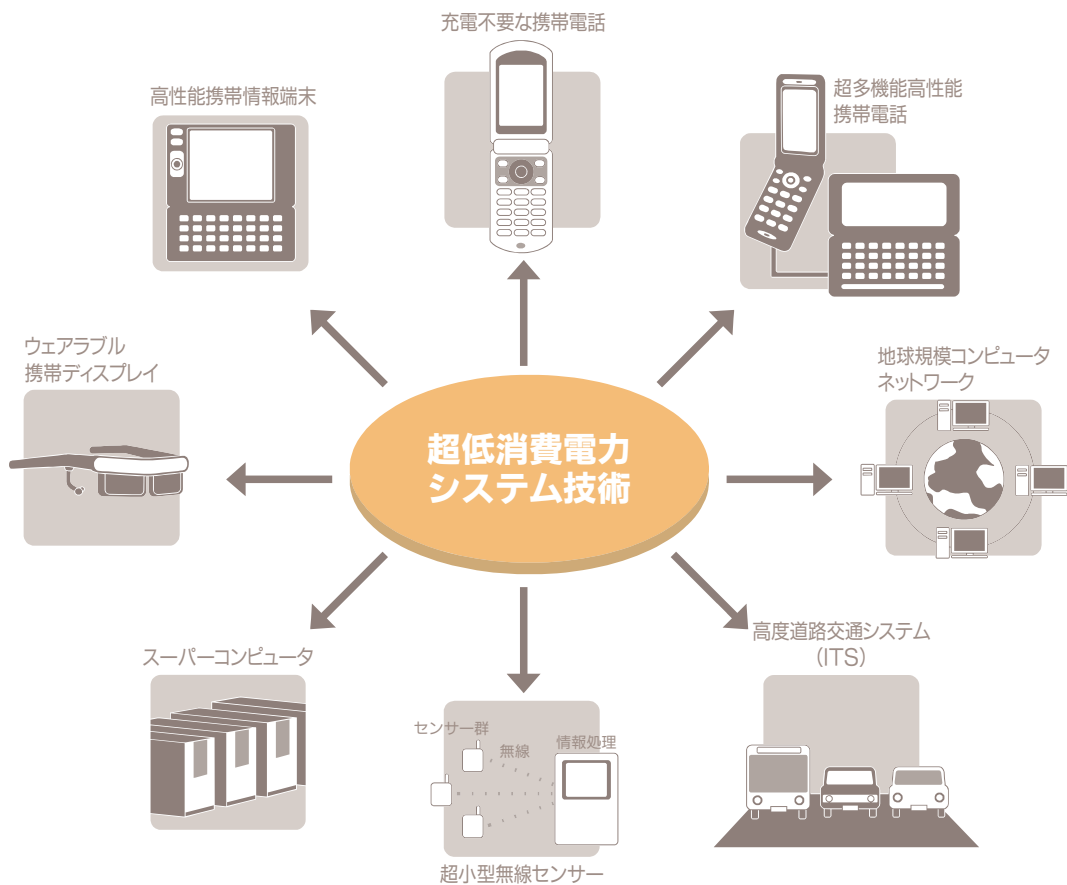 充電不要な携帯電話
高性能携帯情報端末
超多機能高性能
携帯電話
ウェアラブル
携帯ディスプレイ
地球規模コンピュータ
ネットワーク
超低消費電力
システム技術
スーパーコンピュータ
高度道路交通システム
(ITS)
センサー群
無線
情報処理
超小型無線センサー